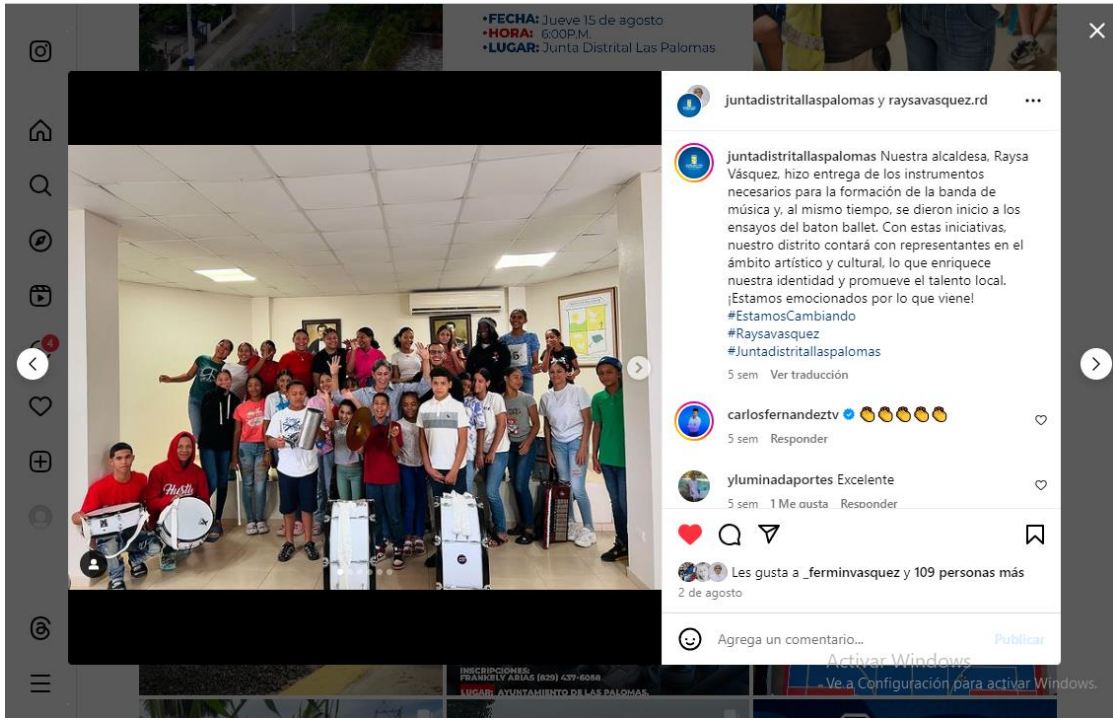 •FECHA: Jueve 15 de agosto
•HORA: 6:00P.M.
•LUGAR: Junta Distrital Las Palomas
juntadistritallaspalomas y raysavasquez.rd
juntadistritallaspalomas Nuestra alcaldesa, Raysa
Vásquez, hizo entrega de los instrumentos
necesarios para la formación de la banda de
música y, al mismo tiempo, se dieron inicio a los
ensayos del baton ballet. Con estas iniciativas,
nuestro distrito contará con representantes en el
ámbito artístico y cultural, lo que enriquece
nuestra identidad y promueve el talento local.
¡Estamos emocionados por lo que viene!
#EstamosCambiando
#Raysavasquez
#Juntadistritallaspalomas
5 sem Ver traducción
carlosfernandeztv
5 sem Responder
yluminadaportes Excelente
5 sem 1 Me gusta Responder
Les gusta a _ferminvasquez y 109 personas más
2 de agosto
Agrega un comentario...
Publicar
4
Hustle
INSCRIPCIONES:
FRANKELY ARIAS (829) 437-6068
LUGAR: AYUNTAMIENTO DE LAS PALOMAS.
Activar Windows
Ve a Configuración para activar Windows.